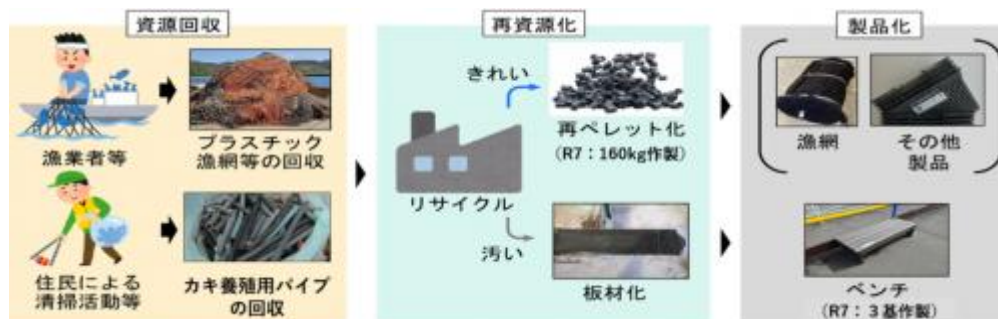 資源回収
漁業者等
プラスチック
漁網等の回収
住民による
清掃活動等
カキ養殖用パイプ
の回収
再資源化
リサイクル
きれい
再ペレット化
(R7：160kg作製)
汚い
板材化
製品化
漁網
その他
製品
ベンチ
(R7：3基作製)